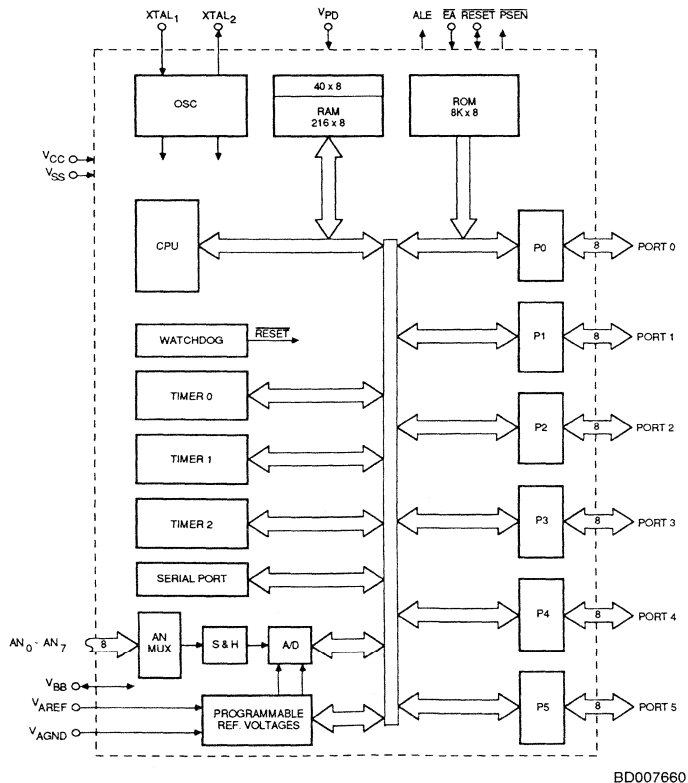 XTAL1
XTAL2
VPD
ALE
EA
RESET
PSEN
OSC
40 x 8
RAM
216 x 8
ROM
8K x 8
VCC
VSS
CPU
P0
8
PORT 0
WATCHDOG
RESET
P1
8
PORT 1
TIMER 0
P2
8
PORT 2
TIMER 1
TIMER 2
P3
8
PORT 3
SERIAL PORT
AN0 - AN7
8
AN
MUX
S & H
A/D
P4
8
PORT 4
VBB
VAREF
VAGND
PROGRAMMABLE
REF. VOLTAGES
P5
8
PORT 5
BD007660